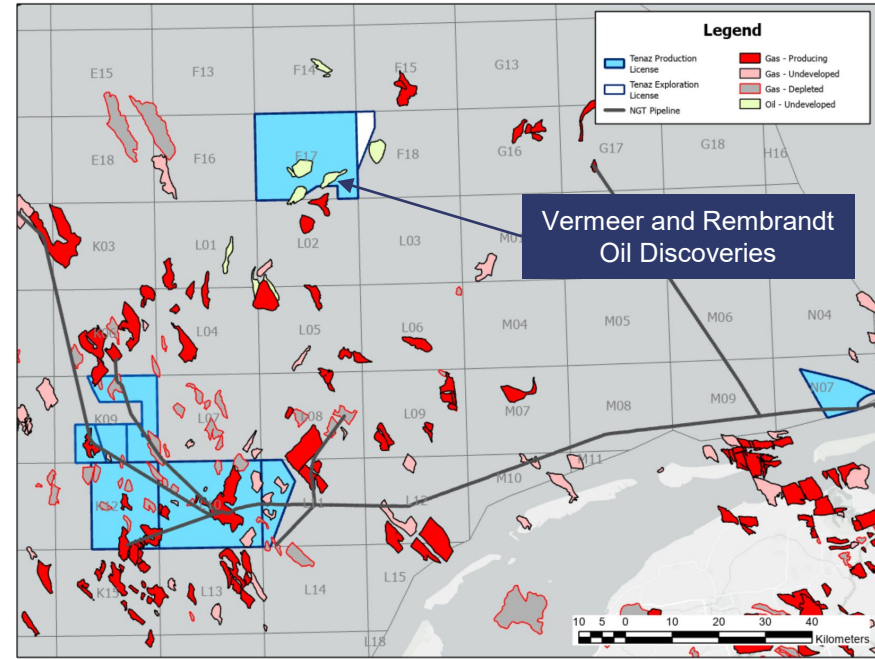 Legend
Tenaz Production
License
Tenaz Exploration
License
NGT Pipeline
Gas - Producing
Gas - Undeveloped
Gas - Depleted
Oil - Undeveloped
E15
F13
F14
F15
G13
E18
F16
F17
F18
G16
G17
G18
H16
Vermeer and Rembrandt
Oil Discoveries
K03
L01
L02
L03
M01
L04
L05
L06
M04
M05
M06
N04
K09
L07
L08
L09
M07
M08
M09
N07
L11
L12
M10
M11
K15
L13
L14
L15
L18
10 5 0 10 20 30 40
Kilometers